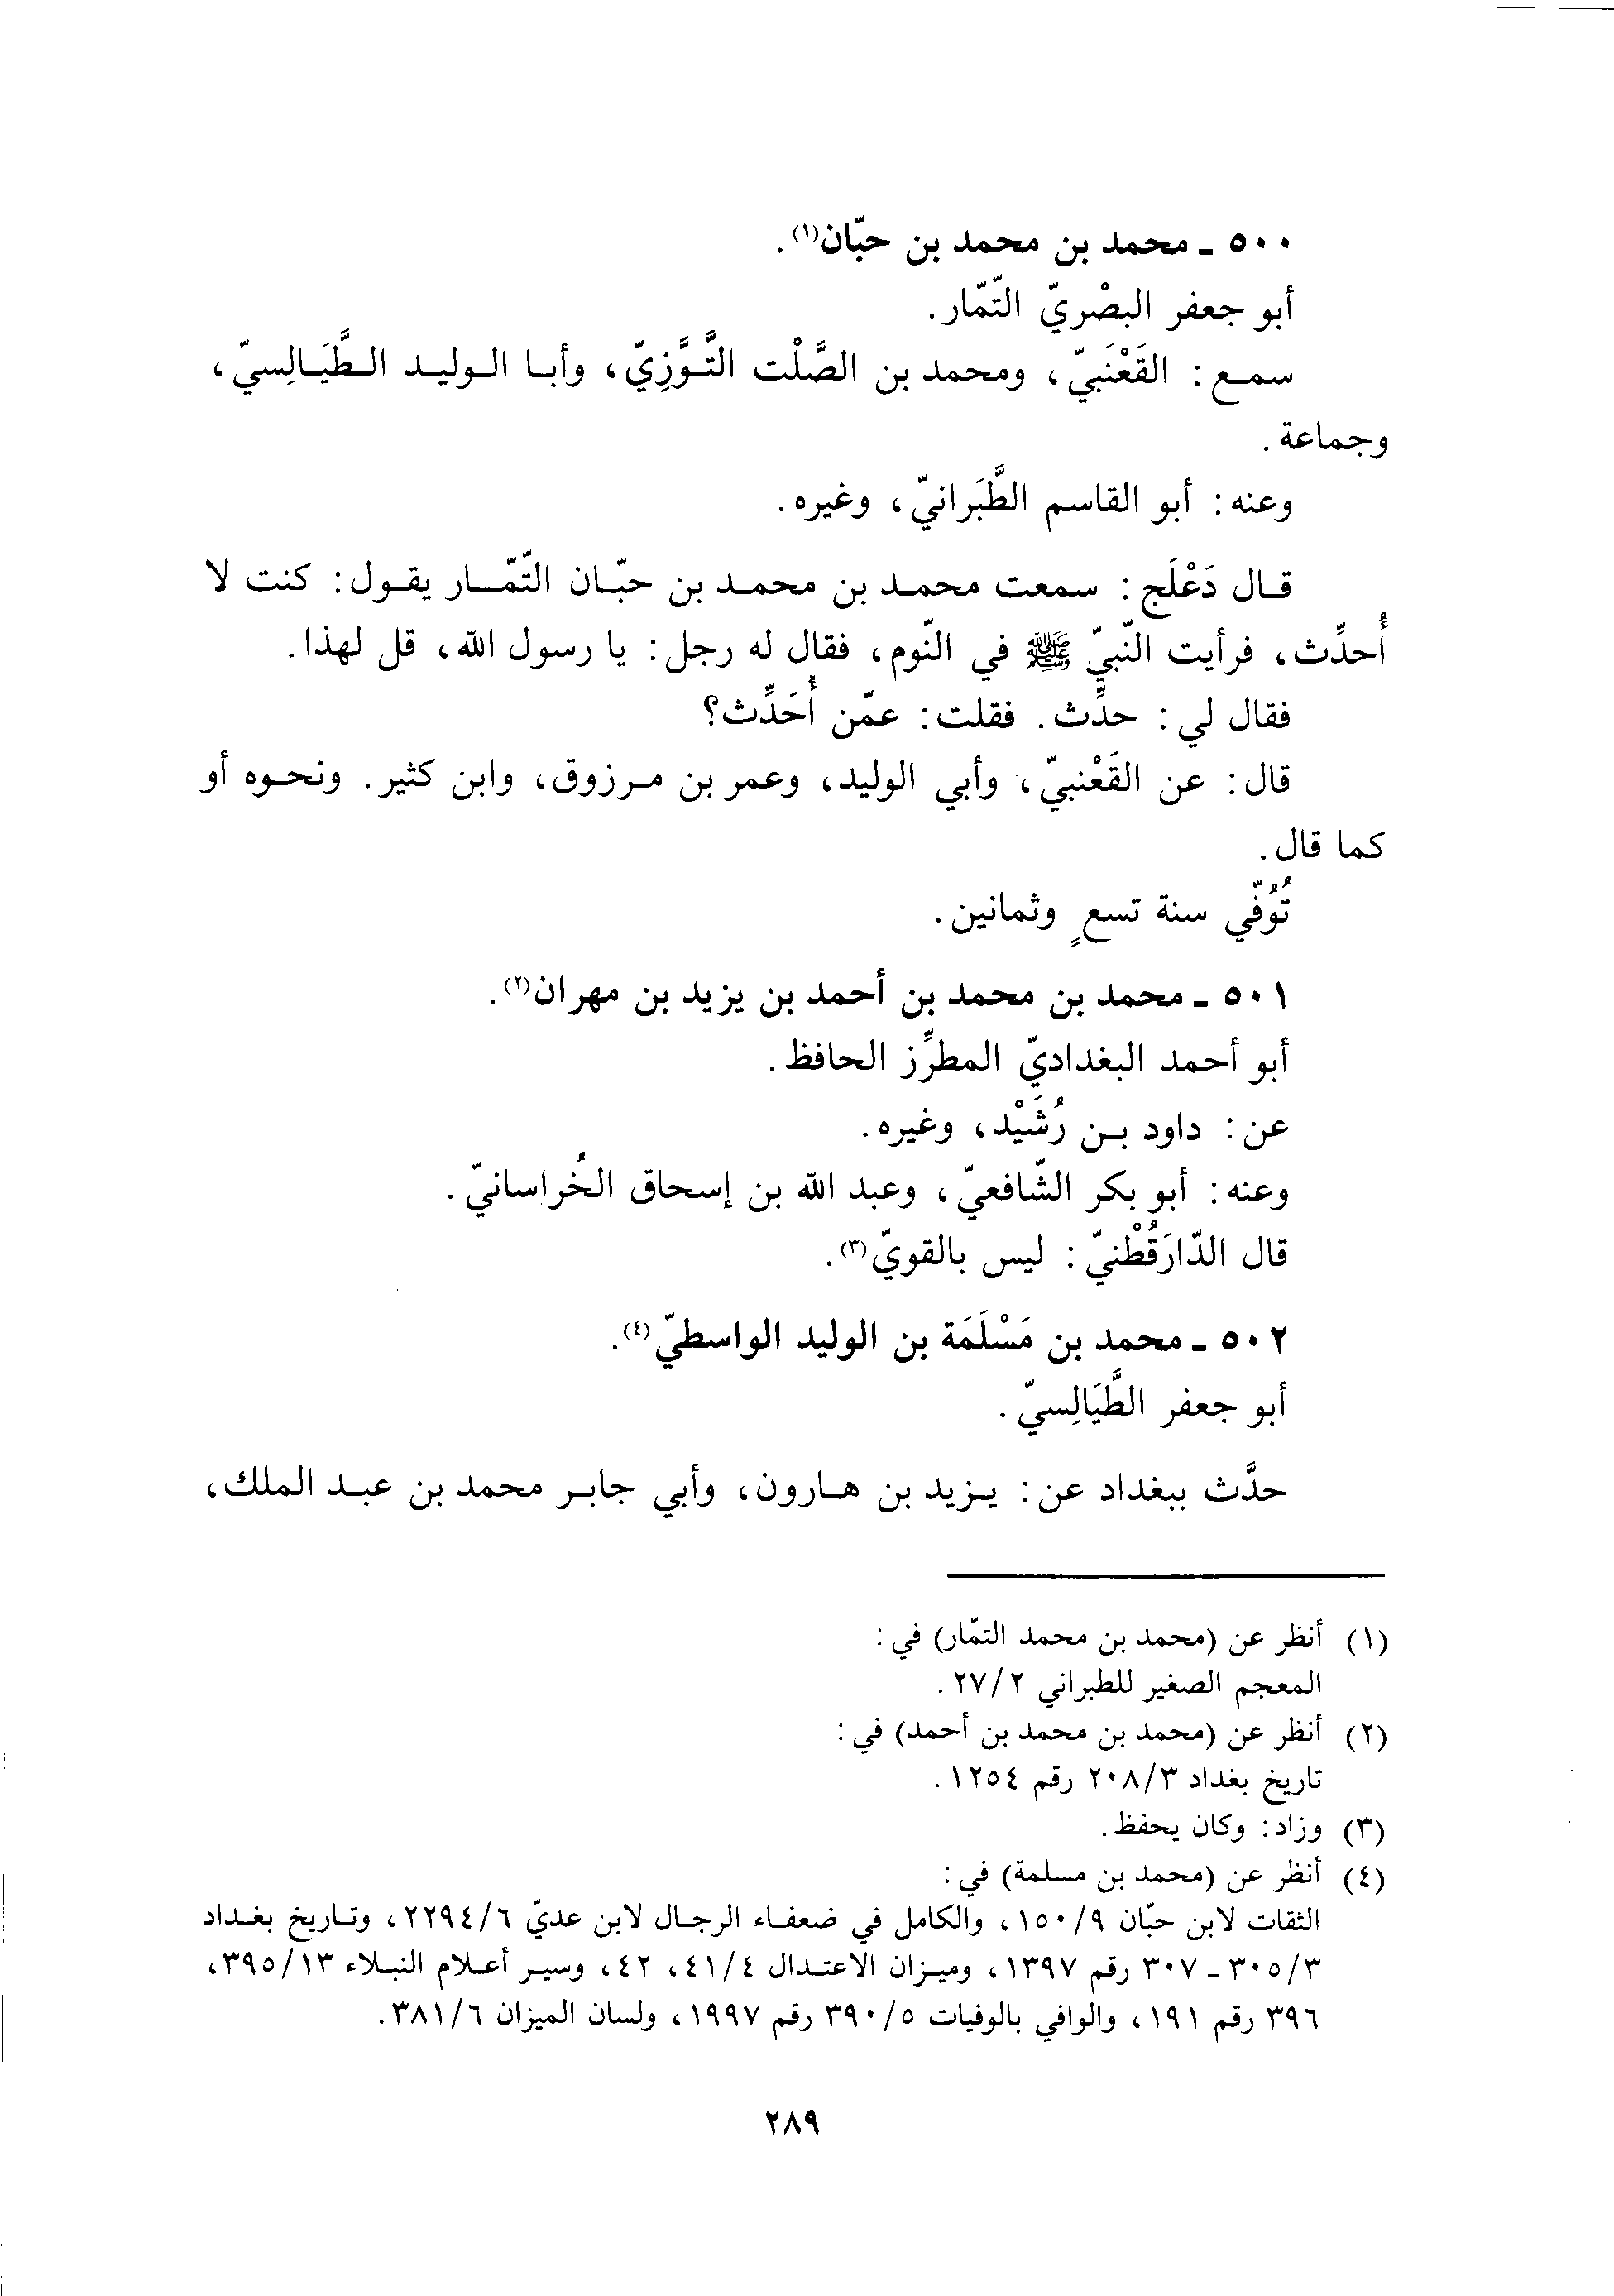 ٥٠٠ ـ محمد بن محمد بن حبّان(١).
أبو جعفر البصْريّ التّمّار.
سمع: القَعْنَبيّ، ومحمد بن الصَّلْت التَّوَّزِيّ، وأبا الوليد الطَّيَالِسيّ،
وجماعة.
وعنه: أبو القاسم الطَّبَرانيّ، وغيره.
قال دَعْلَج: سمعت محمد بن محمد بن حبّان التّمّار يقول: كنت لا
أُحدِّث، فرأيت النّبيّ ﷺ في النّوم، فقال له رجل: يا رسول الله، قل لهذا.
فقال لي: حدِّث. فقلت: عمّن أُحَدِّث؟
قال: عن القَعْنبيّ، وأبي الوليد، وعمر بن مرزوق، وابن كثير. ونحوه أو
كما قال.
تُوُفّي سنة تسعٍ وثمانين.
٥٠١ ـ محمد بن محمد بن أحمد بن يزيد بن مهران(٢).
أبو أحمد البغداديّ المطرِّز الحافظ.
عن: داود بن رُشَيْد، وغيره.
وعنه: أبو بكر الشّافعيّ، وعبد الله بن إسحاق الخُراسانيّ.
قال الدّارَقُطْنيّ: ليس بالقويّ(٣).
٥٠٢ ـ محمد بن مَسْلَمَة بن الوليد الواسطيّ(٤).
أبو جعفر الطَّيَالِسيّ.
حدَّث ببغداد عن: يزيد بن هارون، وأبي جابر محمد بن عبد الملك،
(١) أنظر عن (محمد بن محمد التمّار) في:
المعجم الصغير للطبراني ٢/‏٢٧.
(٢) أنظر عن (محمد بن محمد بن أحمد) في:
تاريخ بغداد ٣/‏٢٠٨ رقم ١٢٥٤.
(٣) وزاد: وكان يحفظ.
(٤) أنظر عن (محمد بن مسلمة) في:
الثقات لابن حبّان ٩/‏١٥٠، والكامل في ضعفاء الرجال لابن عديّ ٦/‏٢٢٩٤، وتاريخ بغداد
٣/‏٣٠٥ ـ ٣٠٧ رقم ١٣٩٧، وميزان الاعتدال ٤/‏٤١، ٤٢، وسير أعلام النبلاء ١٣/‏٣٩٥،
٣٩٦ رقم ١٩١، والوافي بالوفيات ٥/‏٣٩٠ رقم ١٩٩٧، ولسان الميزان ٦/‏٣٨١.
٢٨٩